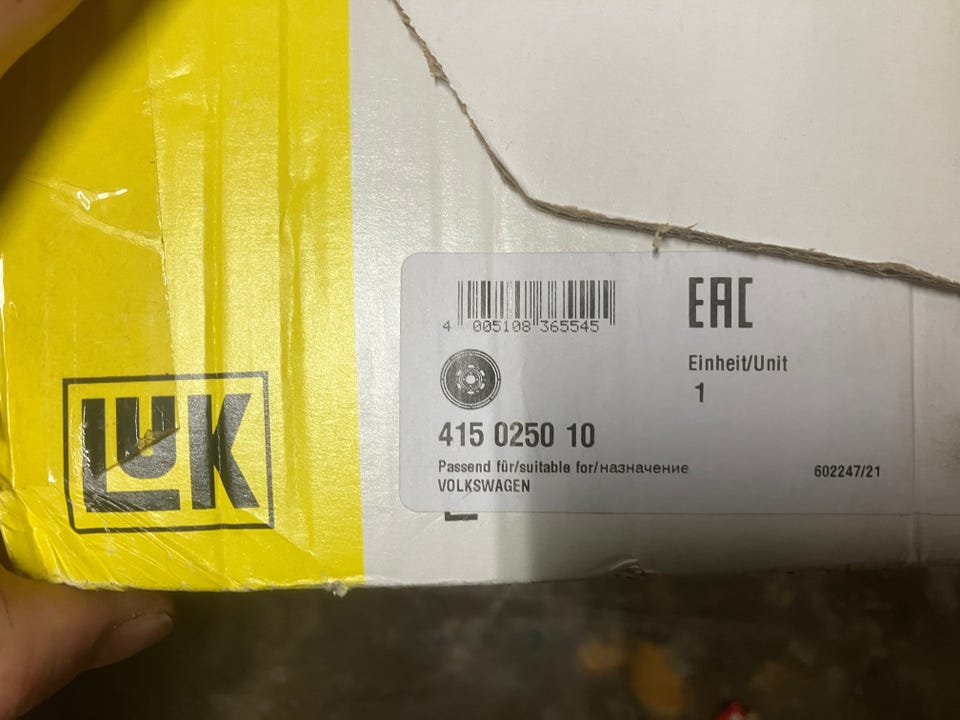 LUK
4 005108 365545
EAC
Einheit/Unit
1
415 0250 10
Passend für/suitable for/назначение
VOLKSWAGEN
602247/21